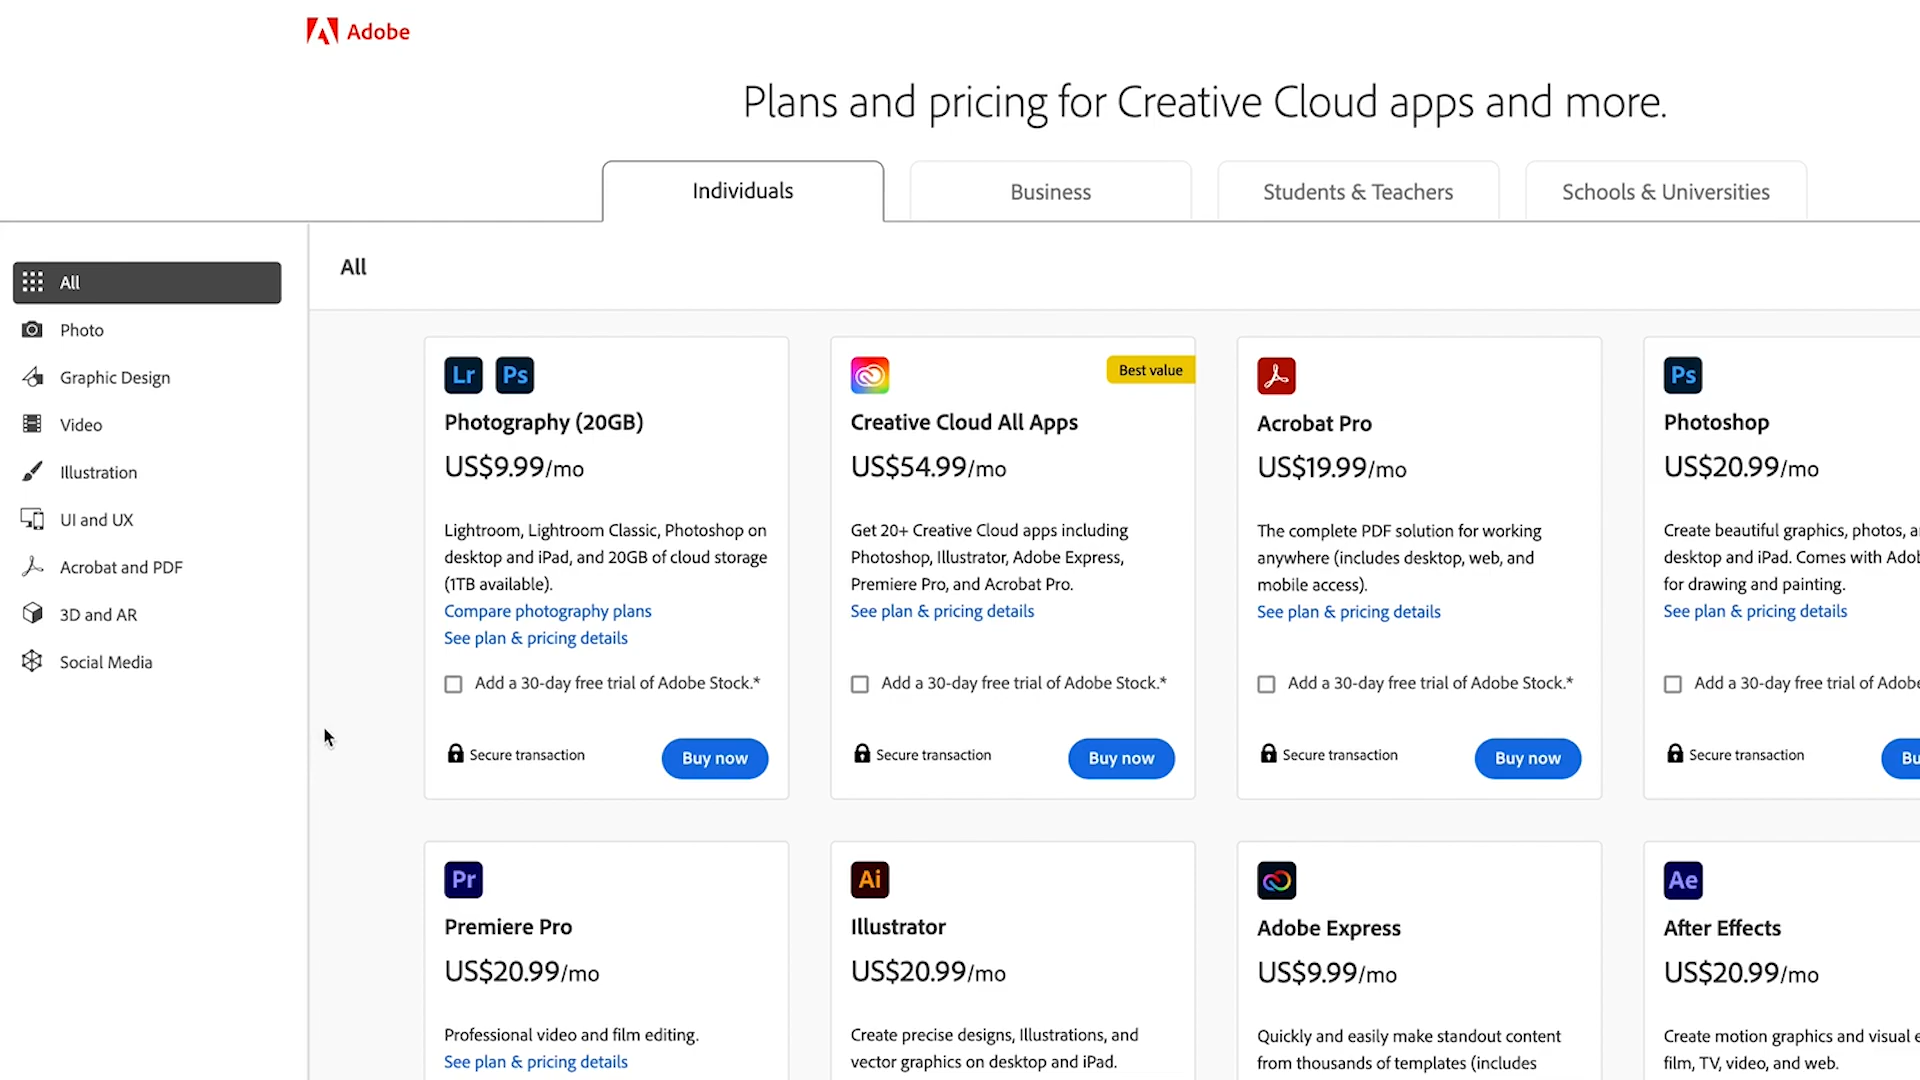 Adobe
Plans and pricing for Creative Cloud apps and more.
Individuals
Business
Students & Teachers
Schools & Universities
All
Photo
Graphic Design
Video
Illustration
UI and UX
Acrobat and PDF
3D and AR
Social Media
All
Lr Ps
Photography (20GB)
US$9.99/mo
Lightroom, Lightroom Classic, Photoshop on
desktop and iPad, and 20GB of cloud storage
(1TB available).
Compare photography plans
See plan & pricing details
Add a 30-day free trial of Adobe Stock.*
Secure transaction
Buy now
Best value
Creative Cloud All Apps
US$54.99/mo
Get 20+ Creative Cloud apps including
Photoshop, Illustrator, Adobe Express,
Premiere Pro, and Acrobat Pro.
See plan & pricing details
Add a 30-day free trial of Adobe Stock.*
Secure transaction
Buy now
Acrobat Pro
US$19.99/mo
The complete PDF solution for working
anywhere (includes desktop, web, and
mobile access).
See plan & pricing details
Add a 30-day free trial of Adobe Stock.*
Secure transaction
Buy now
Ps
Photoshop
US$20.99/mo
Create beautiful graphics, photos,
desktop and iPad. Comes with
for drawing and painting.
See plan & pricing details
Add a 30-day free trial of
Secure transaction
Pr
Premiere Pro
US$20.99/mo
Professional video and film editing.
See plan & pricing details
Ai
Illustrator
US$20.99/mo
Create precise designs, Illustrations, and
vector graphics on desktop and iPad.
Adobe Express
US$9.99/mo
Quickly and easily make standout content
from thousands of templates (includes
Ae
After Effects
US$20.99/mo
Create motion graphics and visual
film, TV, video, and web.